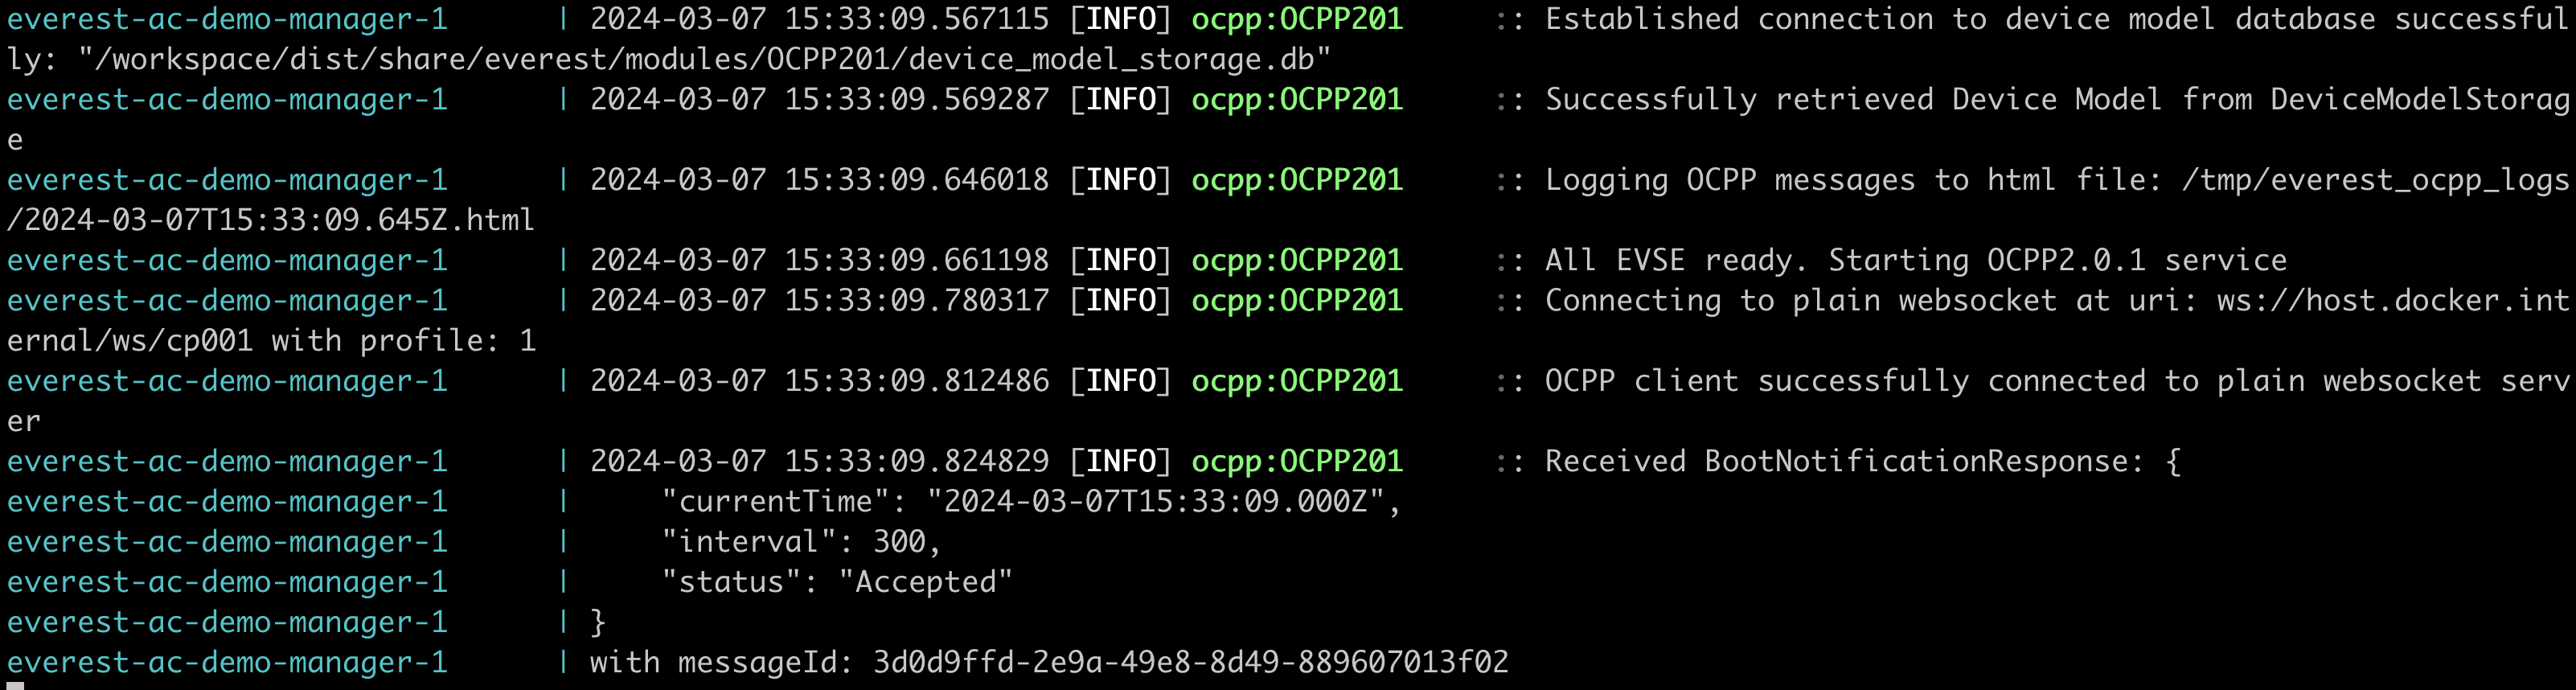 everest-ac-demo-manager-1 | 2024-03-07 15:33:09.567115 [INFO] ocpp:OCPP201 :: Established connection to device model database successful
ly: "/workspace/dist/share/everest/modules/OCPP201/device_model_storage.db"
everest-ac-demo-manager-1 | 2024-03-07 15:33:09.569287 [INFO] ocpp:OCPP201 :: Successfully retrieved Device Model from DeviceModelStorag
e
everest-ac-demo-manager-1 | 2024-03-07 15:33:09.646018 [INFO] ocpp:OCPP201 :: Logging OCPP messages to html file: /tmp/everest_ocpp_logs
/2024-03-07T15:33:09.645Z.html
everest-ac-demo-manager-1 | 2024-03-07 15:33:09.661198 [INFO] ocpp:OCPP201 :: All EVSE ready. Starting OCPP2.0.1 service
everest-ac-demo-manager-1 | 2024-03-07 15:33:09.780317 [INFO] ocpp:OCPP201 :: Connecting to plain websocket at uri: ws://host.docker.int
ernal/ws/cp001 with profile: 1
everest-ac-demo-manager-1 | 2024-03-07 15:33:09.812486 [INFO] ocpp:OCPP201 :: OCPP client successfully connected to plain websocket serv
er
everest-ac-demo-manager-1 | 2024-03-07 15:33:09.824829 [INFO] ocpp:OCPP201 :: Received BootNotificationResponse: {
everest-ac-demo-manager-1 |     "currentTime": "2024-03-07T15:33:09.000Z",
everest-ac-demo-manager-1 |     "interval": 300,
everest-ac-demo-manager-1 |     "status": "Accepted"
everest-ac-demo-manager-1 | }
everest-ac-demo-manager-1 | with messageId: 3d0d9ffd-2e9a-49e8-8d49-889607013f02